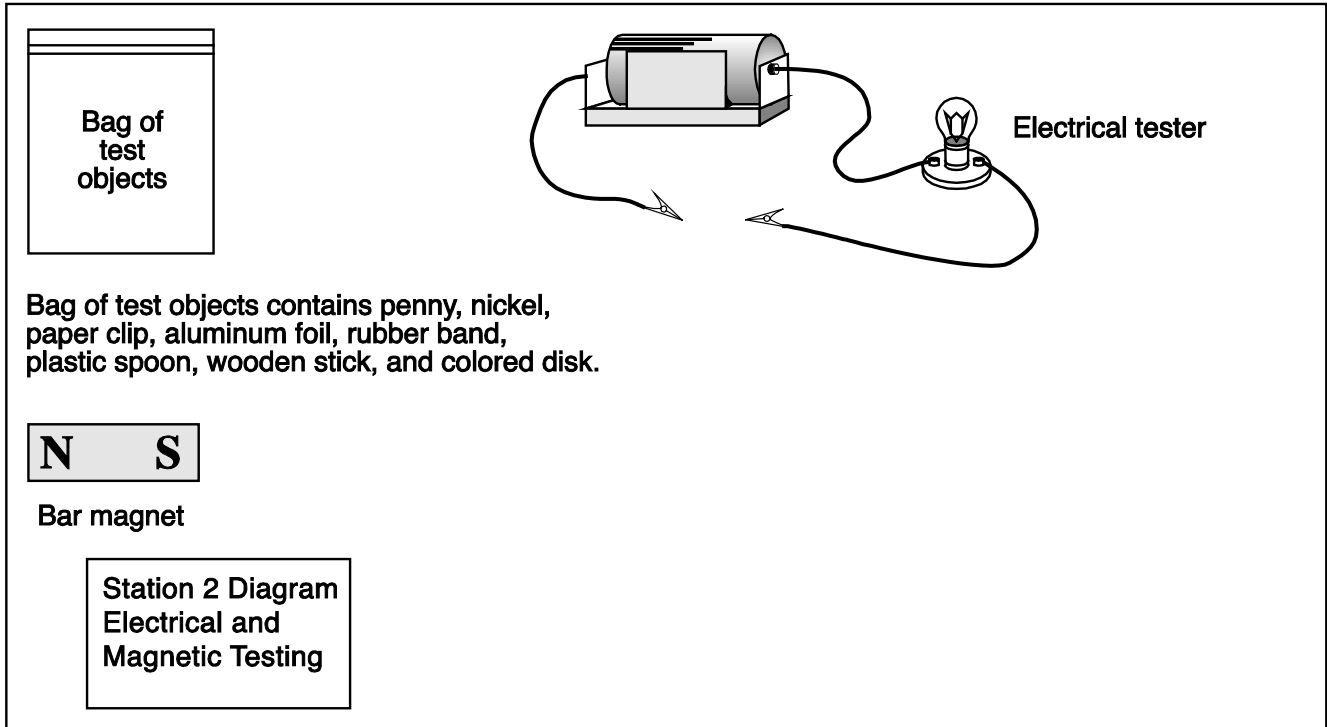 Bag of
test
objects
Electrical tester
Bag of test objects contains penny, nickel,
paper clip, aluminum foil, rubber band,
plastic spoon, wooden stick, and colored disk.
N S
Bar magnet
Station 2 Diagram
Electrical and
Magnetic Testing